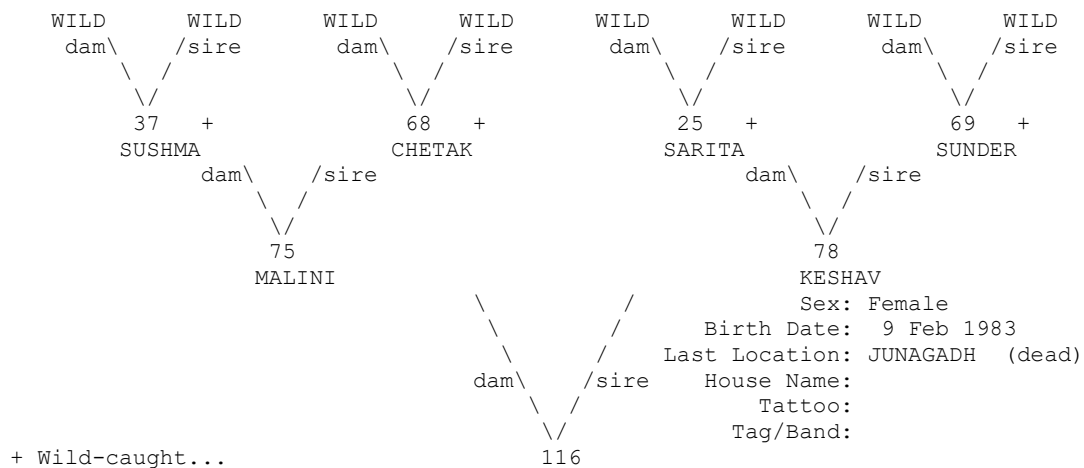 WILD WILD WILD WILD WILD WILD WILD WILD
dam\ /sire dam\ /sire dam\ /sire dam\ /sire
\ / \ / \ / \ /
\/ \/ \/ \/
37 + 68 + 25 + 69 +
SUSHMA CHETAK SARITA SUNDER
dam\ /sire dam\ /sire
\ / \ /
\/ \/
75 78
MALINI KESHAV
\ / Sex: Female
\ / Birth Date: 9 Feb 1983
\ / Last Location: JUNAGADH (dead)
dam\ /sire House Name:
\ / Tattoo:
\/ Tag/Band:
+ Wild-caught... 116